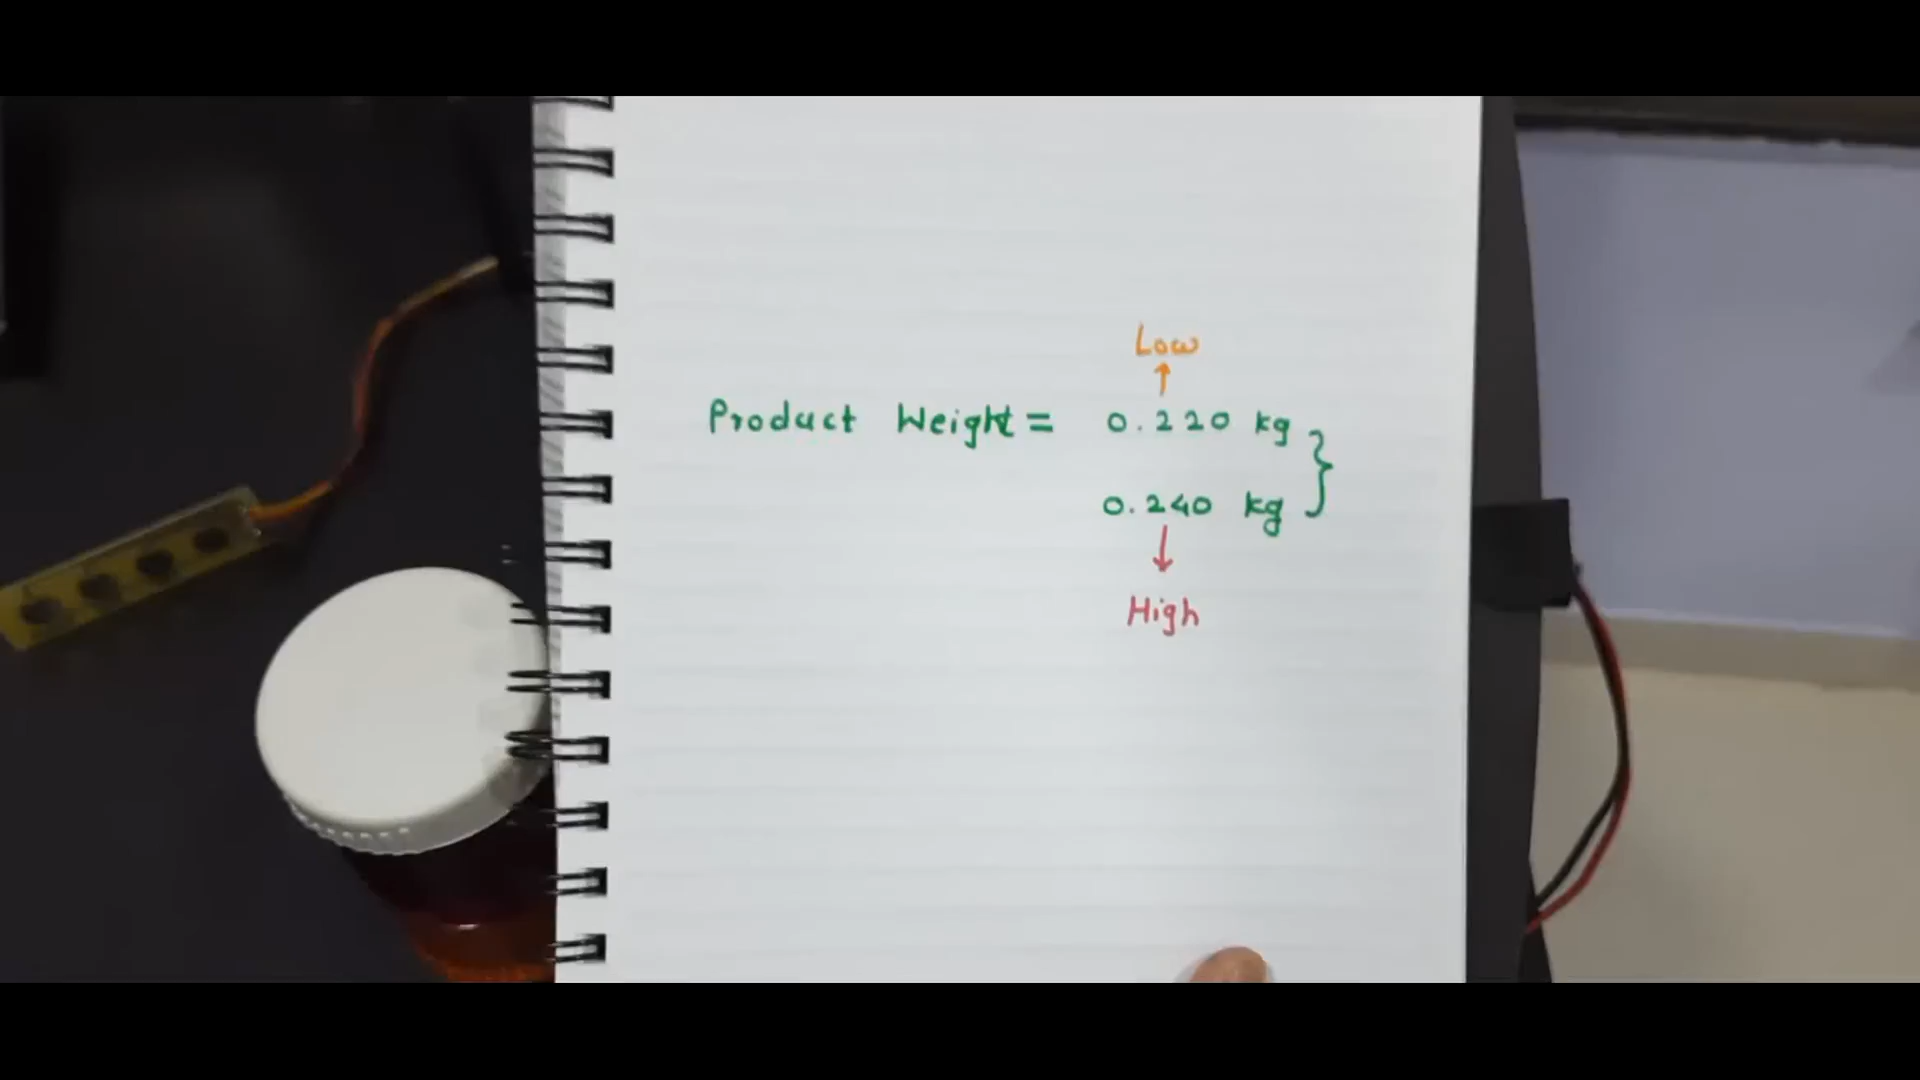 Low
↑
Product Weight = 0.220 kg
0.240 kg
↓
High